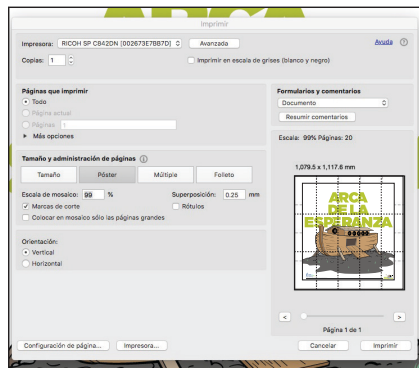 ARCA
Imprimir
Impresora: RICOH SP C842DN [002673E7BB7D] Avanzado Ayuda
Copias: 1 Imprimir en escala de grises (blanco y negro)
Páginas que imprimir
Todo
Página actual
Páginas 1
Más opciones
Formularios y comentarios
Documento
Resumir comentarios
Escala: 99% Páginas: 20
Tamaño y administración de páginas
Tamaño Póster Múltiple Folleto
Escala de mosaico: 99 % Superposición: 0.25 mm
Marcas de corte Rótulos
Colocar en mosaico sólo las páginas grandes
Orientación:
Vertical
Horizontal
1,079.5 x 1,117.6 mm
ARCA
DE LA
ESPERANZA
< >
Página 1 de 1
Configuración de página... Impresora... Cancelar Imprimir